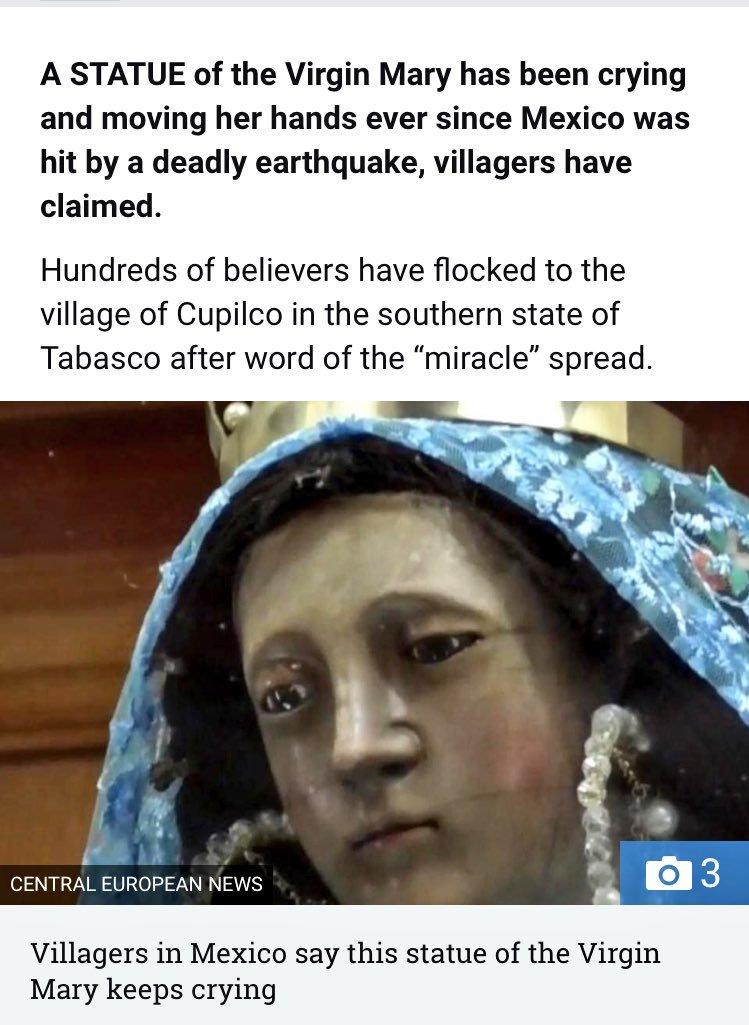 A STATUE of the Virgin Mary has been crying
and moving her hands ever since Mexico was
hit by a deadly earthquake, villagers have
claimed.
Hundreds of believers have flocked to the
village of Cupilco in the southern state of
Tabasco after word of the “miracle” spread.
CENTRAL EUROPEAN NEWS
3
Villagers in Mexico say this statue of the Virgin
Mary keeps crying